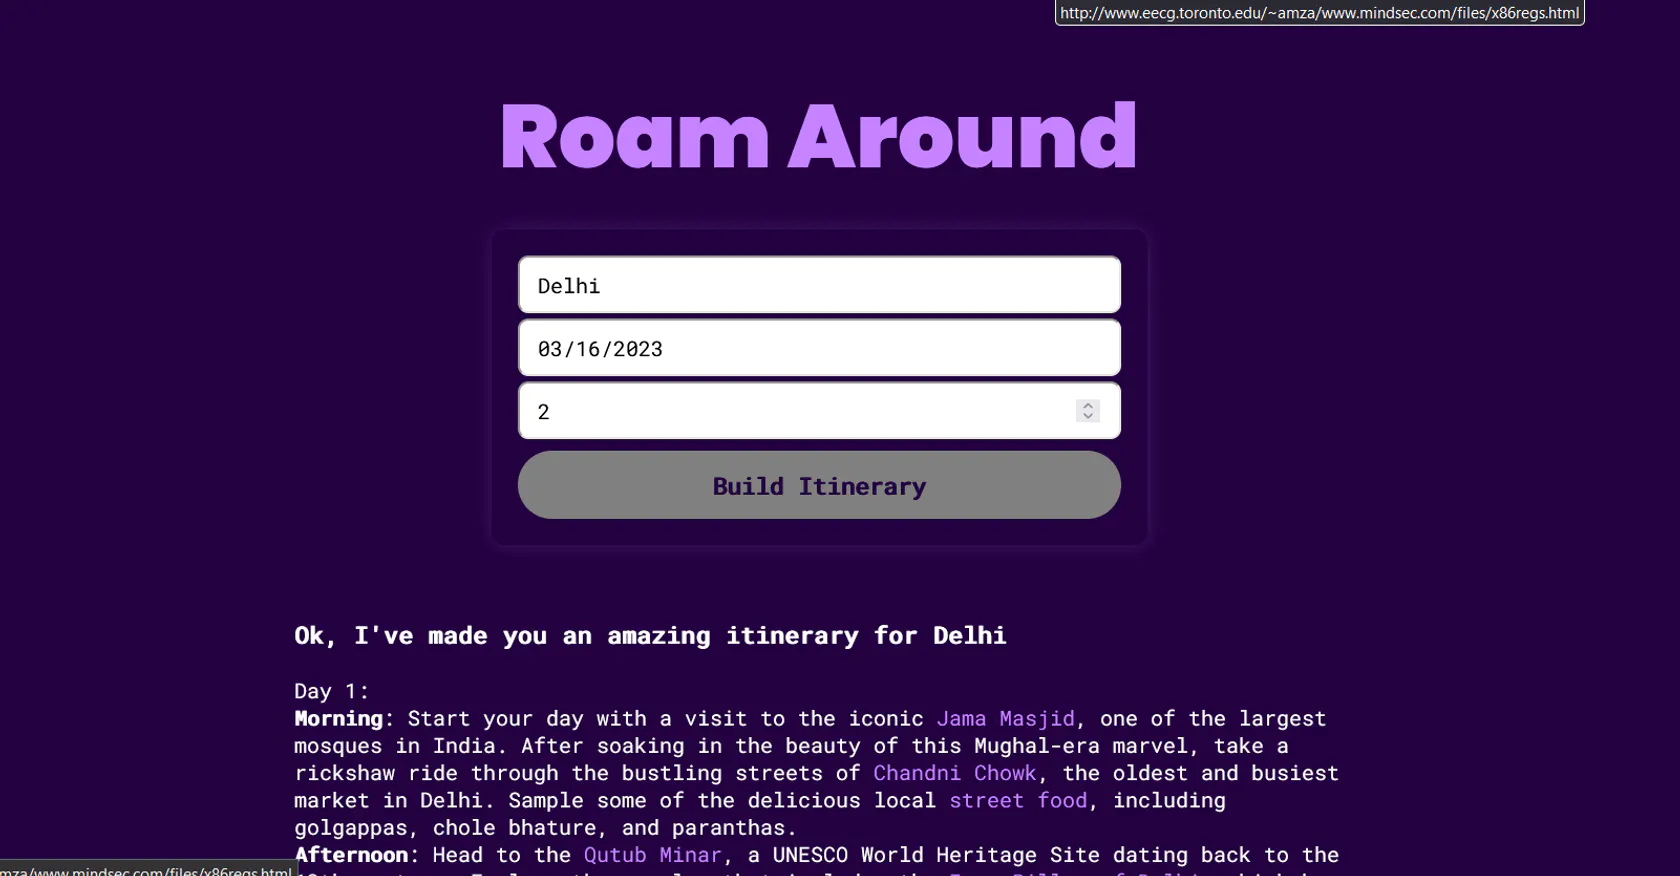 http://www.eecg.toronto.edu/~amza/www.mindsec.com/files/x86regs.html
Roam Around
Delhi
03/16/2023
2
Build Itinerary
Ok, I've made you an amazing itinerary for Delhi
Day 1:
Morning: Start your day with a visit to the iconic Jama Masjid, one of the largest
mosques in India. After soaking in the beauty of this Mughal-era marvel, take a
rickshaw ride through the bustling streets of Chandni Chowk, the oldest and busiest
market in Delhi. Sample some of the delicious local street food, including
golgappas, chole bhature, and paranthas.
Afternoon: Head to the Qutub Minar, a UNESCO World Heritage Site dating back to the
mza/www.mindsec.com/files/x86regs.html